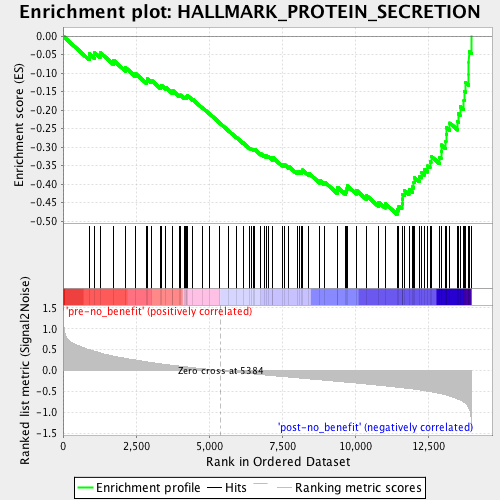 Enrichment plot: HALLMARK_PROTEIN_SECRETION
Enrichment score (ES)
0.00
-0.05
-0.10
-0.15
-0.20
-0.25
-0.30
-0.35
-0.40
-0.45
-0.50
'pre-no_benefit' (positively correlated)
Ranked list metric (Signal2Noise)
1.5
1.0
0.5
0.0
-0.5
-1.0
-1.5
Zero cross at 5384
'post-no_benefit' (negatively correlated)
0
2,500
5,000
7,500
10,000
12,500
Rank in Ordered Dataset
Enrichment profile
Hits
Ranking metric scores